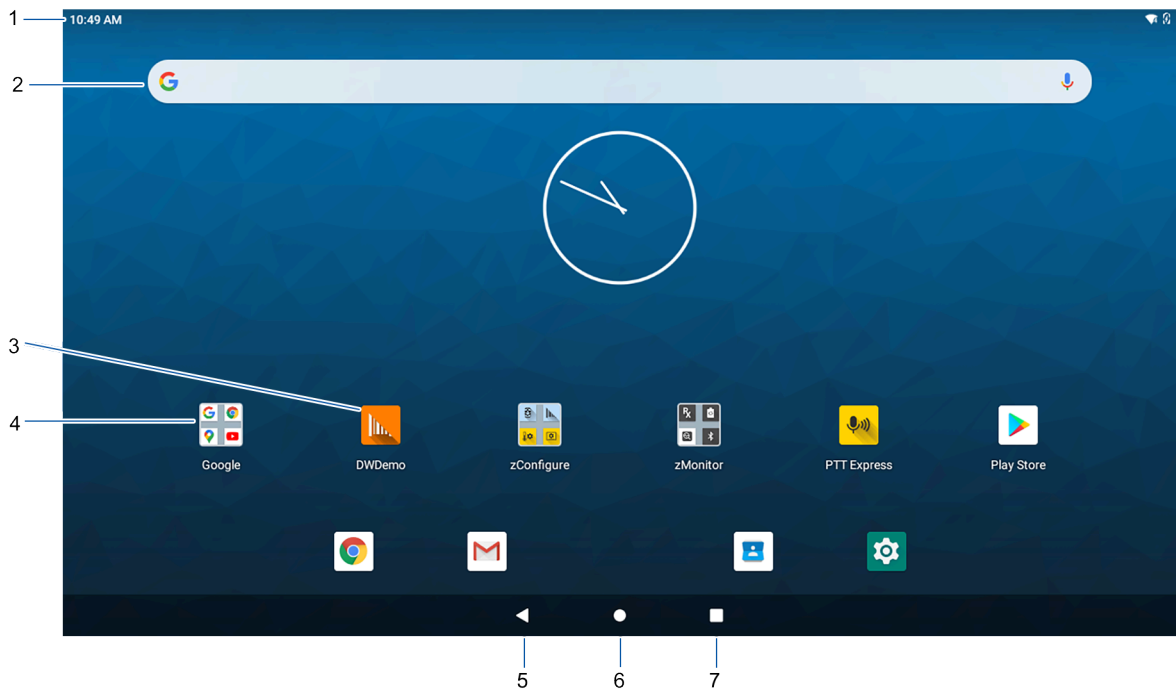 1
10:49 AM
2
3
4
Google
DWDemo
zConfigure
zMonitor
PTT Express
Play Store
5
6
7